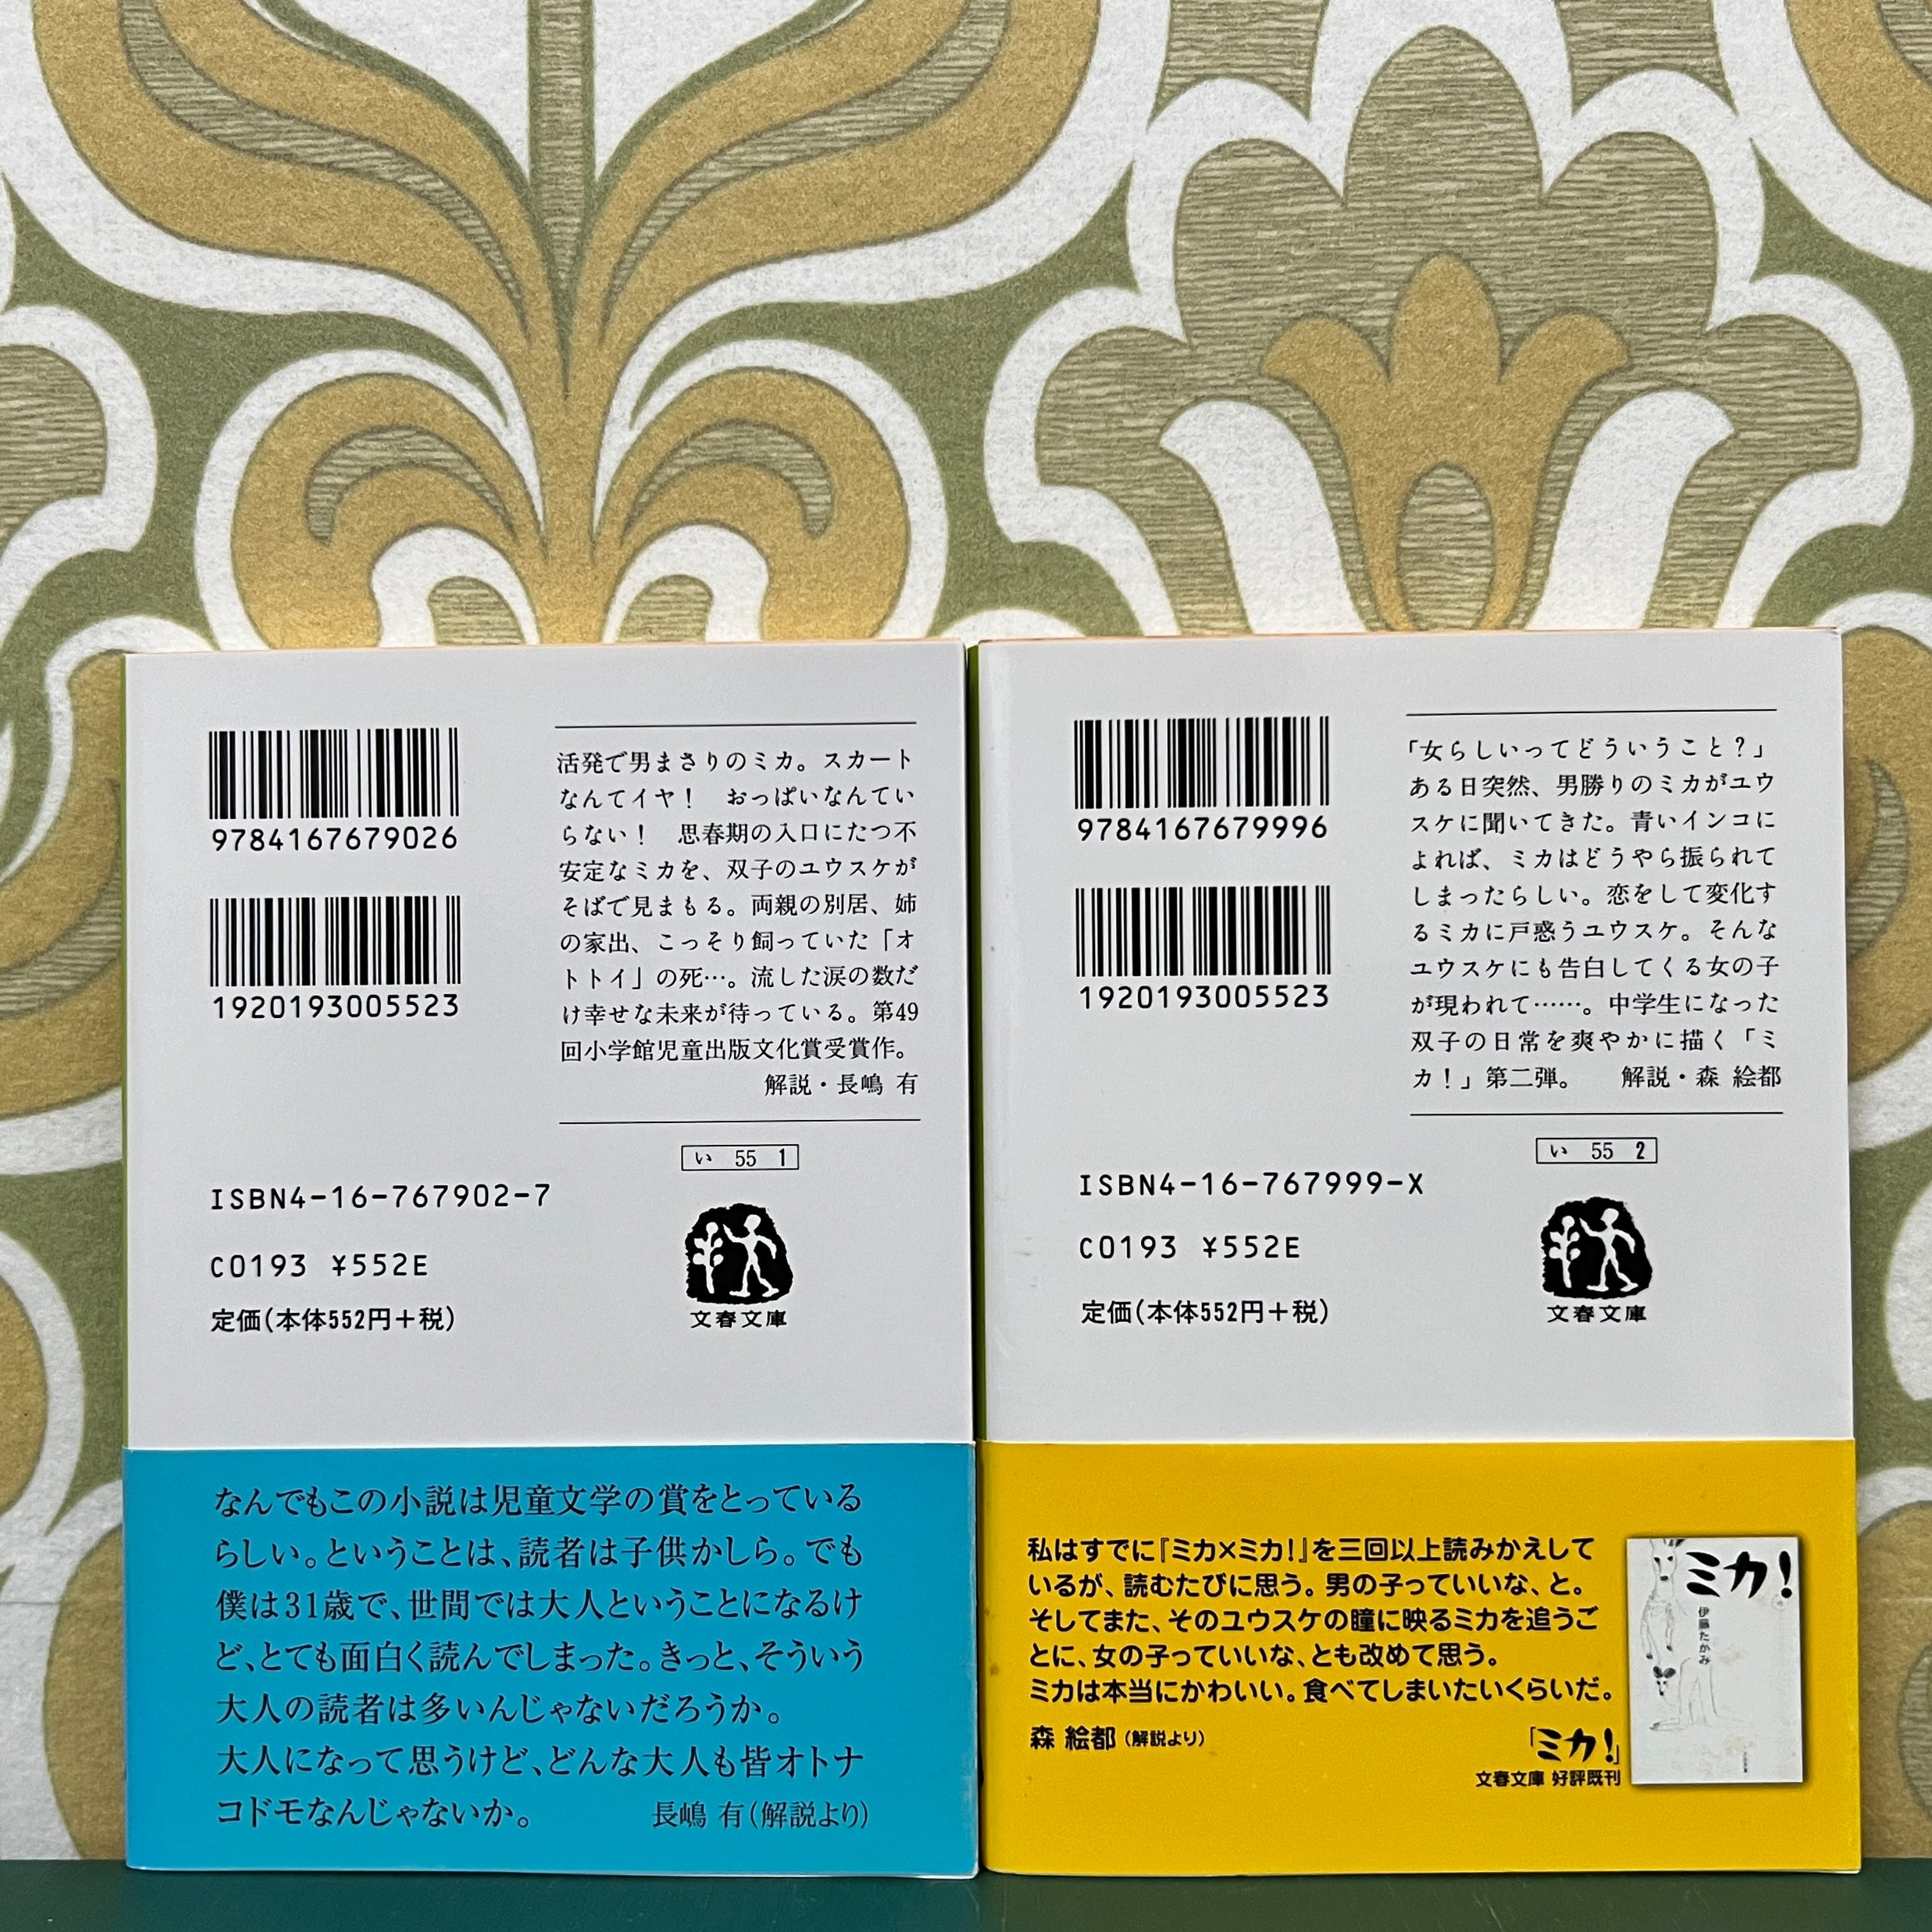 9784167679026
1920193005523
活発で男まさりのミカ。スカート
なんてイヤ！　おっぱいなんてい
らない！　思春期の入口にたつ不
安定なミカを、双子のユウスケが
そばで見まもる。両親の別居、姉
の家出、こっそり飼っていた「オ
トトイ」の死…。流した涙の数だ
け幸せな未来が待っている。第49
回小学館児童出版文化賞受賞作。
解説・長嶋 有
い 55 1
ISBN4-16-767902-7
C0193 ¥552E
定価(本体552円＋税)
文春文庫
なんでもこの小説は児童文学の賞をとっている
らしい。ということは、読者は子供かしら。でも
僕は31歳で、世間では大人ということになるけ
ど、とても面白く読んでしまった。きっと、そういう
大人の読者は多いんじゃないだろうか。
大人になって思うけど、どんな大人も皆オトナ
コドモなんじゃないか。
長嶋 有(解説より)
9784167679996
1920193005523
「女らしいってどういうこと？」
ある日突然、男勝りのミカがユウ
スケに聞いてきた。青いインコに
よれば、ミカはどうやら振られて
しまったらしい。恋をして変化す
るミカに戸惑うユウスケ。そんな
ユウスケにも告白してくる女の子
が現われて……。中学生になった
双子の日常を爽やかに描く「ミ
カ！」第二弾。　解説・森 絵都
い 55 2
ISBN4-16-767999-X
C0193 ¥552E
定価(本体552円＋税)
文春文庫
私はすでに『ミカ×ミカ！』を三回以上読みかえして
いるが、読むたびに思う。男の子っていいな、と。
そしてまた、そのユウスケの瞳に映るミカを追うご
とに、女の子っていいな、とも改めて思う。
ミカは本当にかわいい。食べてしまいたいくらいだ。
森 絵都（解説より）
『ミカ！』
文春文庫 好評既刊
ミカ！
伊藤たかみ